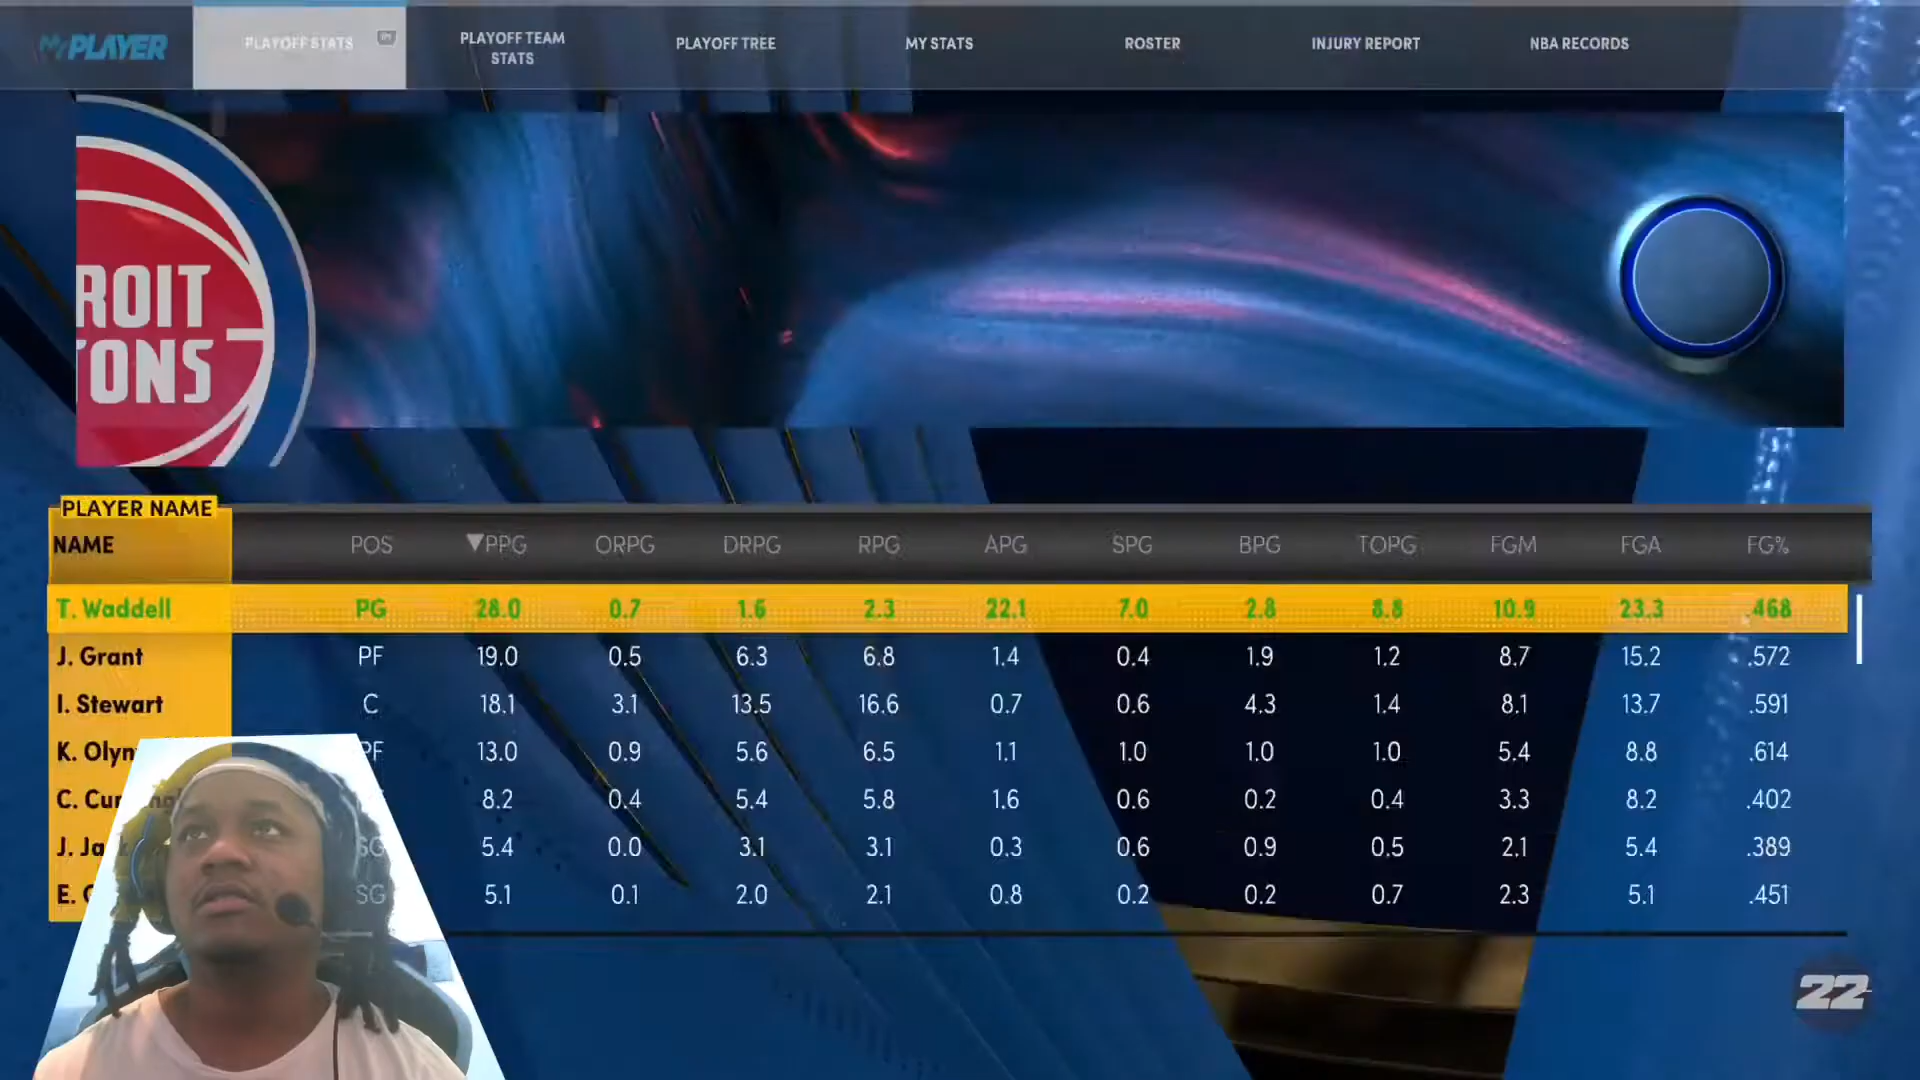 MyPLAYER
PLAYOFF STATS
PLAYOFF TEAM
STATS
PLAYOFF TREE
MY STATS
ROSTER
INJURY REPORT
NBA RECORDS
ROIT
TONS
PLAYER NAME
NAME POS ▼PPG ORPG DRPG RPG APG SPG BPG TOPG FGM FGA FG%
T. Waddell PG 28.0 0.7 1.6 2.3 22.1 7.0 2.8 8.8 10.9 23.3 .468
J. Grant PF 19.0 0.5 6.3 6.8 1.4 0.4 1.9 1.2 8.7 15.2 .572
I. Stewart C 18.1 3.1 13.5 16.6 0.7 0.6 4.3 1.4 8.1 13.7 .591
K. Olyn PF 13.0 0.9 5.6 6.5 1.1 1.0 1.0 1.0 5.4 8.8 .614
C. Cu 8.2 0.4 5.4 5.8 1.6 0.6 0.2 0.4 3.3 8.2 .402
J. Ja SG 5.4 0.0 3.1 3.1 0.3 0.6 0.9 0.5 2.1 5.4 .389
E. SG 5.1 0.1 2.0 2.1 0.8 0.2 0.2 0.7 2.3 5.1 .451
22